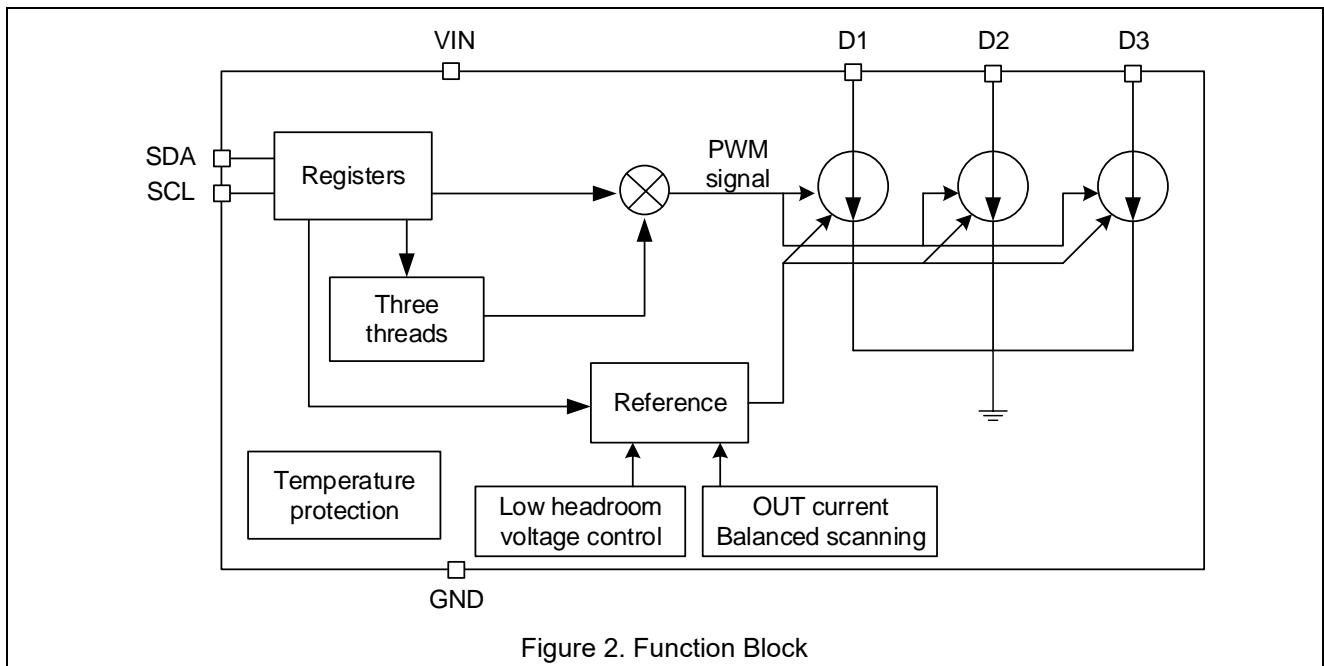 VIN
D1
D2
D3
SDA
SCL
Registers
PWM
signal
Three
threads
Reference
Temperature
protection
Low headroom
voltage control
OUT current
Balanced scanning
GND
Figure 2. Function Block